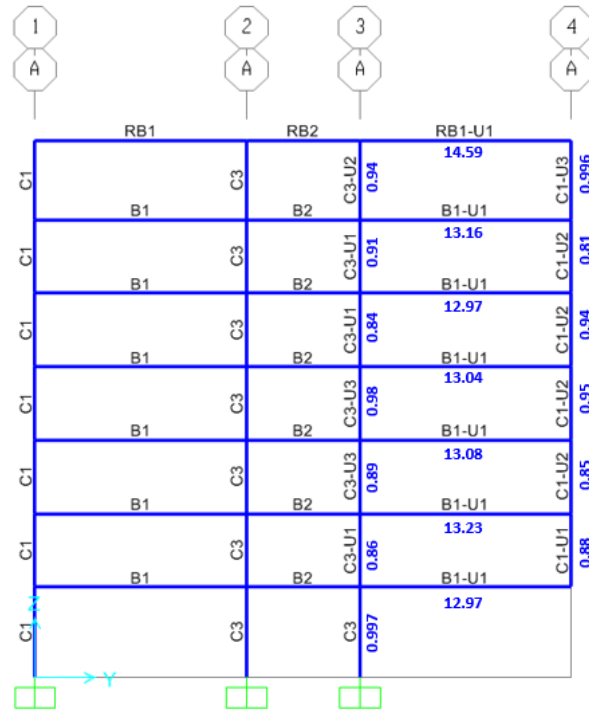 1 2 3 4
A A A A
RB1 RB2 RB1-U1
14.59
C1 C3 C3-U2 0.94 C1-U3 0.996
B1 B2 B1-U1
13.16
C1 C3 C3-U1 0.91 C1-U2 0.81
B1 B2 B1-U1
12.97
C1 C3 C3-U1 0.84 C1-U2 0.94
B1 B2 B1-U1
13.04
C1 C3 C3-U3 0.98 C1-U2 0.95
B1 B2 B1-U1
13.08
C1 C3 C3-U3 0.89 C1-U2 0.85
B1 B2 B1-U1
13.23
C1 C3 C3-U1 0.86 C1-U1 0.88
B1 B2 B1-U1
12.97
Z
C1 C3 C3 0.997
Y